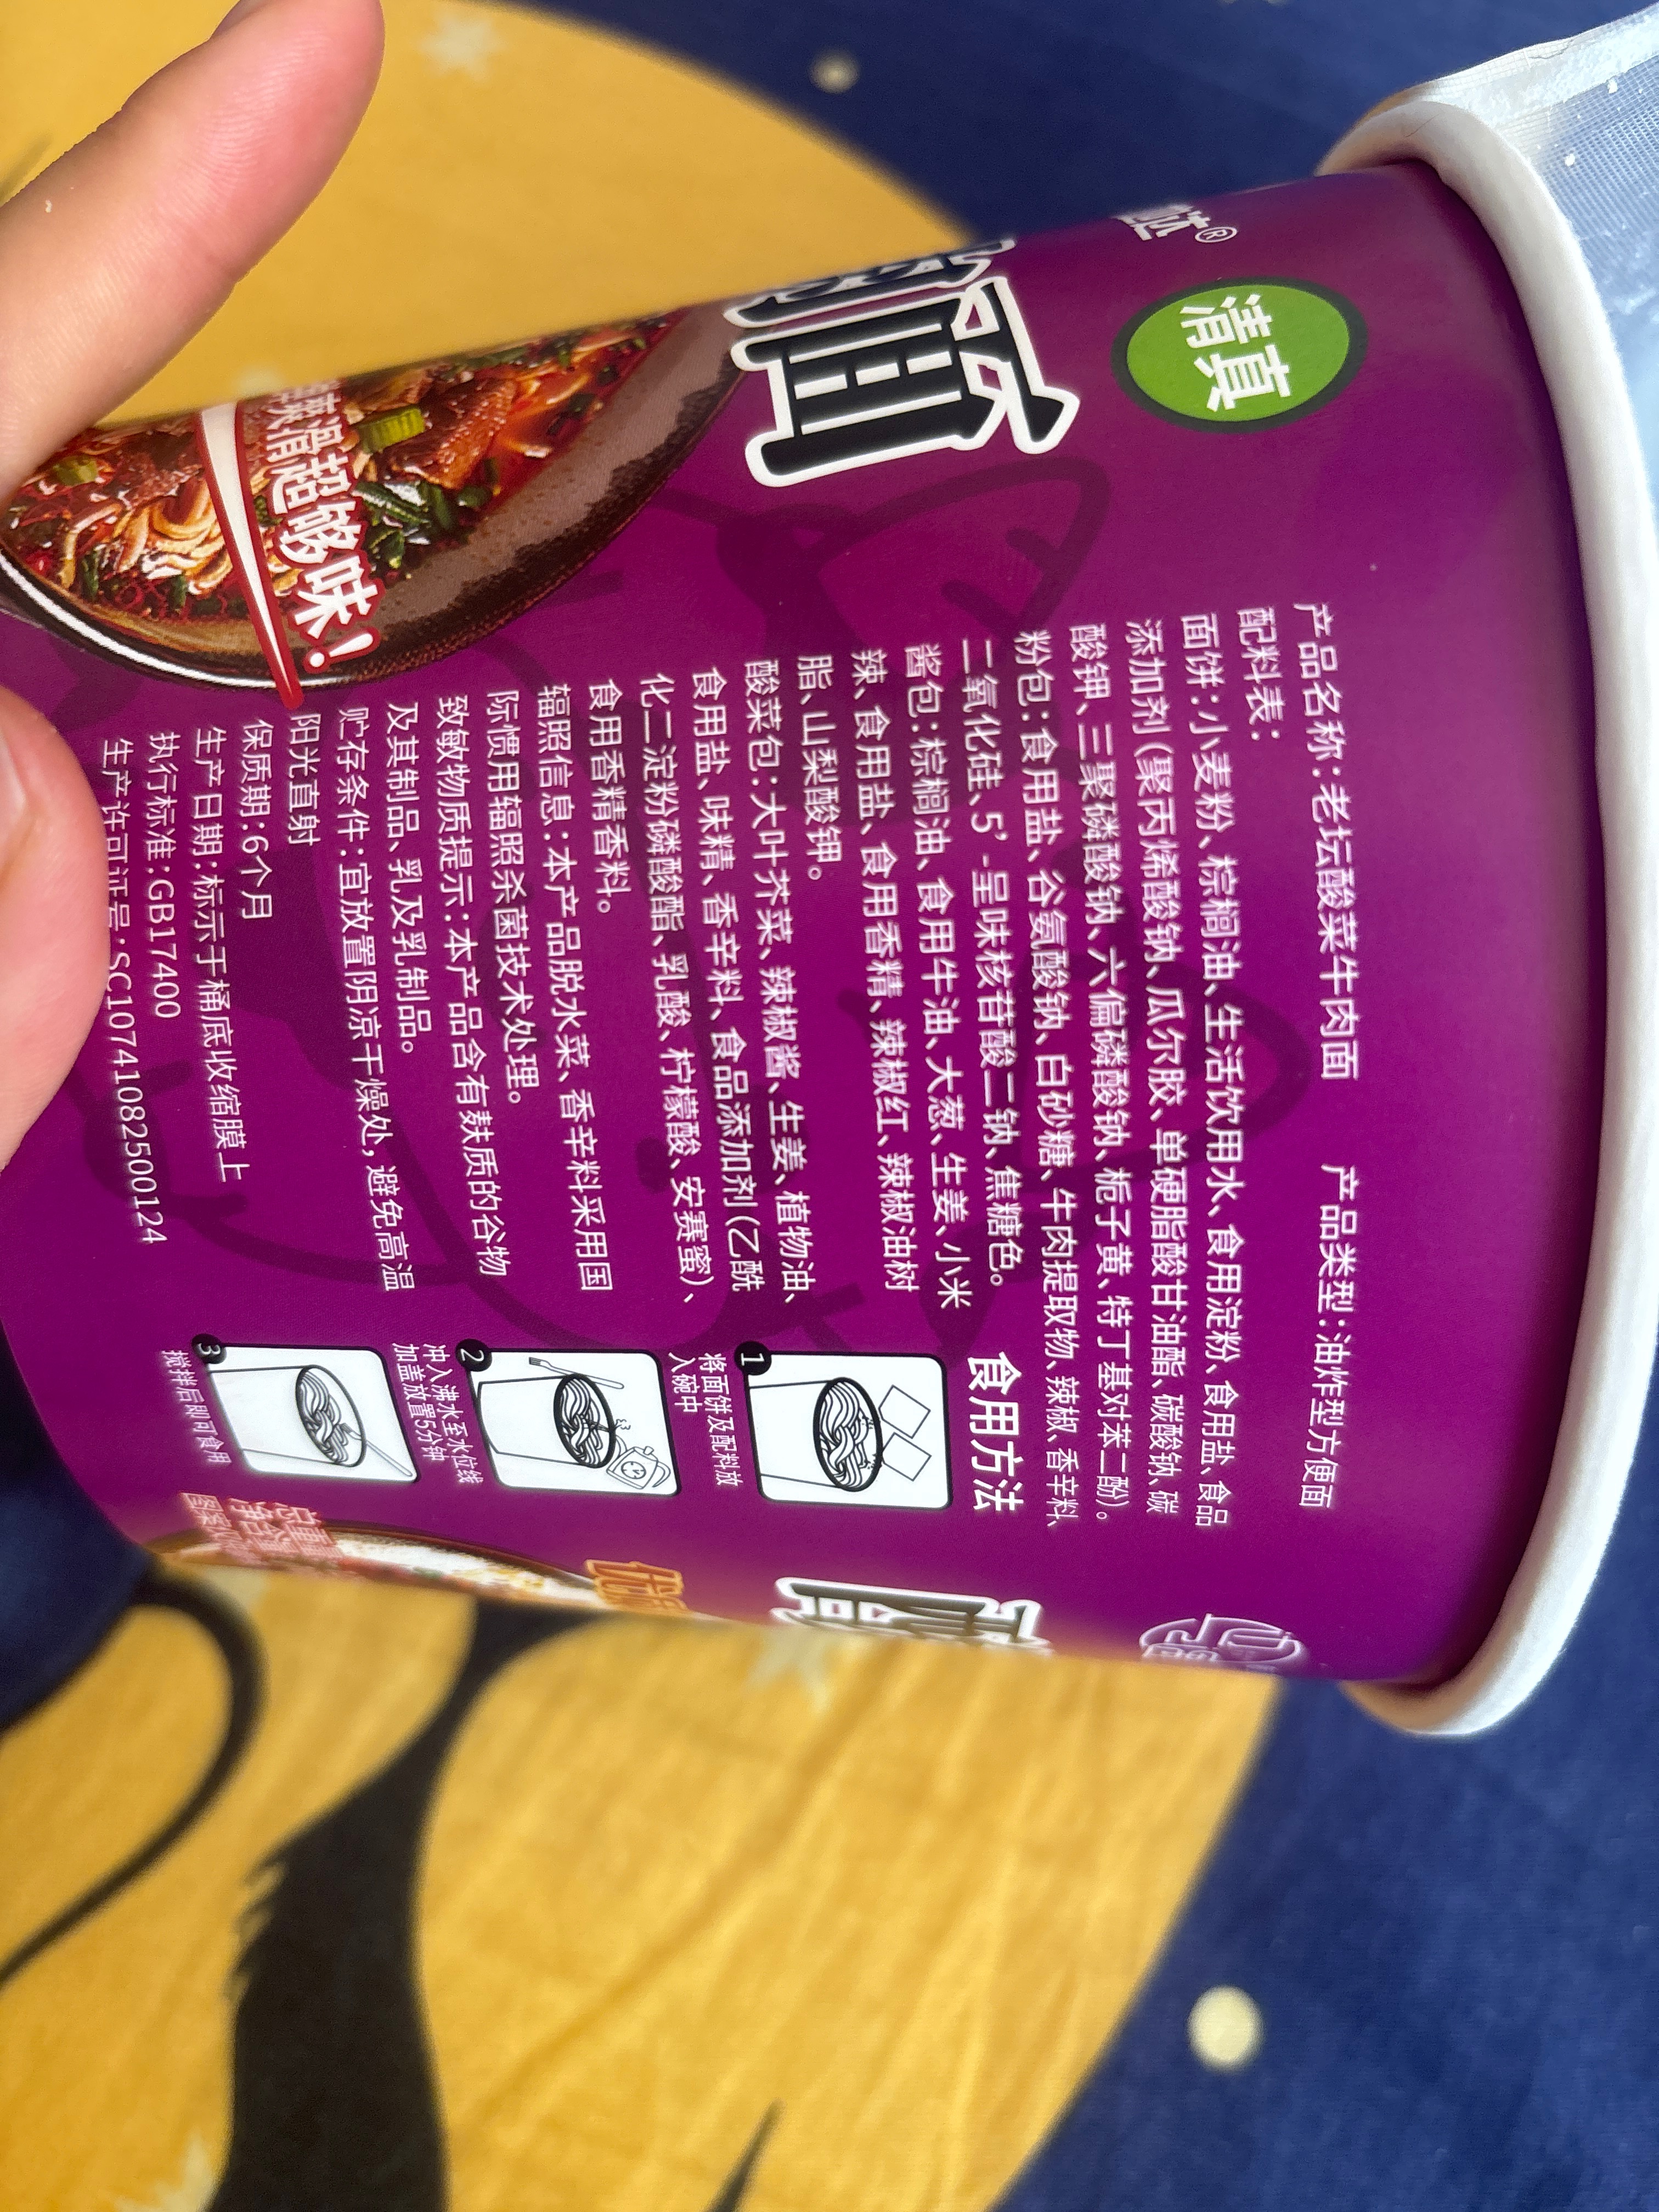 清真
面
超够味!
产品名称:老坛酸菜牛肉面 产品类型:油炸型方便面
配料表:
面饼:小麦粉、棕榈油、生活饮用水、食用淀粉、食用盐、食品
添加剂(聚丙烯酸钠、瓜尔胶、单硬脂酸甘油酯、碳酸钠、碳
酸钾、三聚磷酸钠、六偏磷酸钠、栀子黄、特丁基对苯二酚)。
粉包:食用盐、谷氨酸钠、白砂糖、牛肉提取物、辣椒、香辛料、
二氧化硅、5’-呈味核苷酸二钠、焦糖色。
酱包:棕榈油、食用牛油、大葱、生姜、小米
辣、食用盐、食用香精、辣椒红、辣椒油树
脂、山梨酸钾。
酸菜包:大叶芥菜、辣椒酱、生姜、植物油、
食用盐、味精、香辛料、食品添加剂(乙酰
化二淀粉磷酸酯、乳酸、柠檬酸、安赛蜜)、
食用香精香料。
辐照信息:本产品脱水菜、香辛料采用国
际惯用辐照杀菌技术处理。
致敏物质提示:本产品含有麸质的谷物
及其制品、乳及乳制品。
贮存条件:宜放置阴凉干燥处,避免高温
阳光直射
保质期:6个月
生产日期:标示于桶底收缩膜上
执行标准:GB17400
生产许可证号:SC10741082500124
食用方法
1
将面饼及配料放
入碗中
2
冲入沸水至水位线
加盖放置5分钟
3
搅拌后即可食用